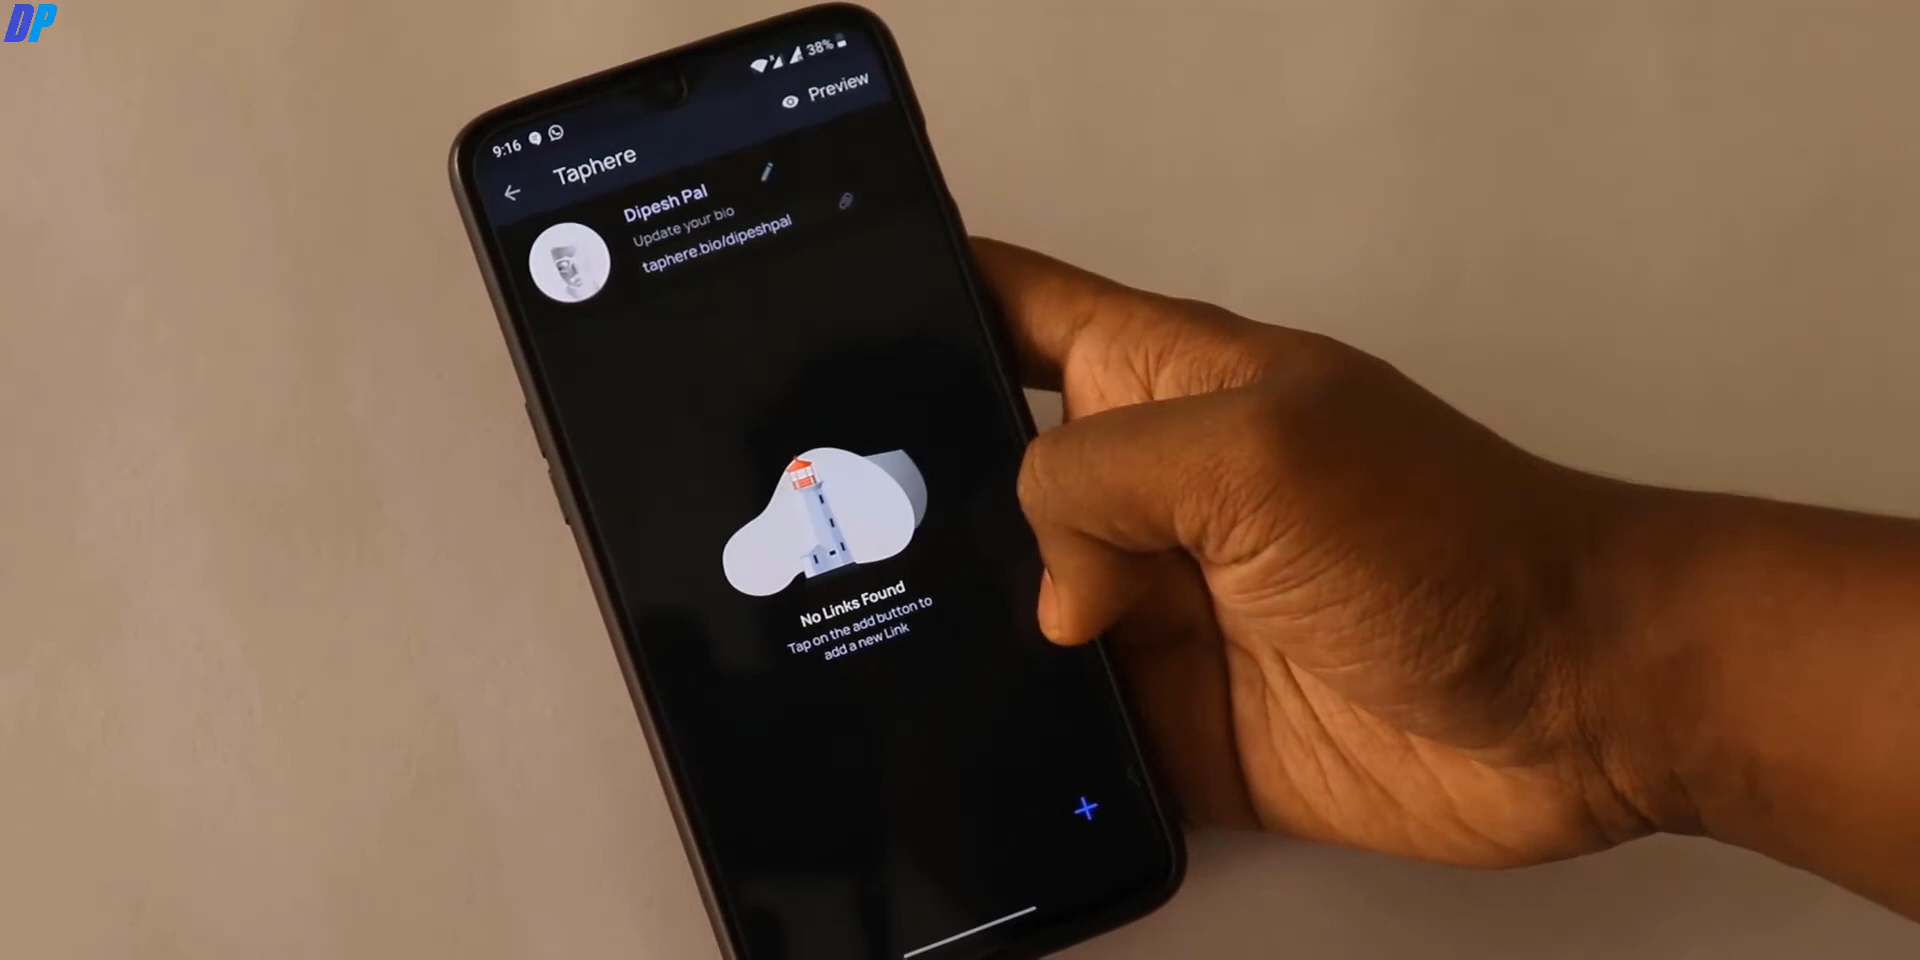 DP
9:16
38%
Preview
Taphere
Dipesh Pal
Update your bio
taphere.bio/dipeshpal
No Links Found
Tap on the add button to
add a new Link